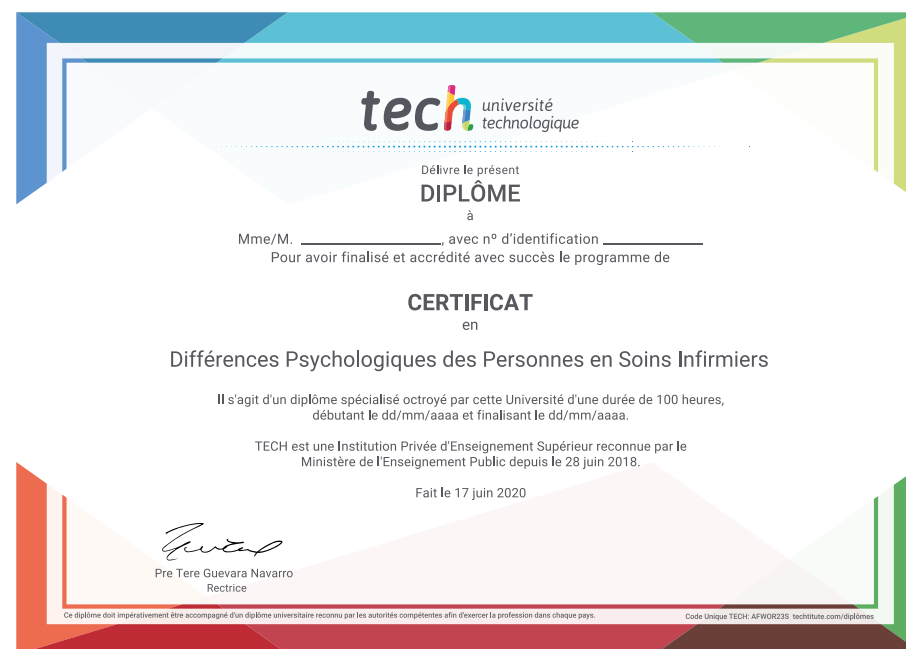 tech université
technologique
Délivre le présent
DIPLÔME
à
Mme/M. ____________________, avec nº d'identification ______________
Pour avoir finalisé et accrédité avec succès le programme de
CERTIFICAT
en
Différences Psychologiques des Personnes en Soins Infirmiers
Il s'agit d'un diplôme spécialisé octroyé par cette Université d'une durée de 100 heures,
débutant le dd/mm/aaaa et finalisant le dd/mm/aaaa.
TECH est une Institution Privée d'Enseignement Supérieur reconnue par le
Ministère de l'Enseignement Public depuis le 28 juin 2018.
Fait le 17 juin 2020
Pre Tere Guevara Navarro
Rectrice
Ce diplôme doit impérativement être accompagné d'un diplôme universitaire reconnu par les autorités compétentes afin d'exercer la profession dans chaque pays.
Code Unique TECH: AFWOR23S techtitute.com/diplômes